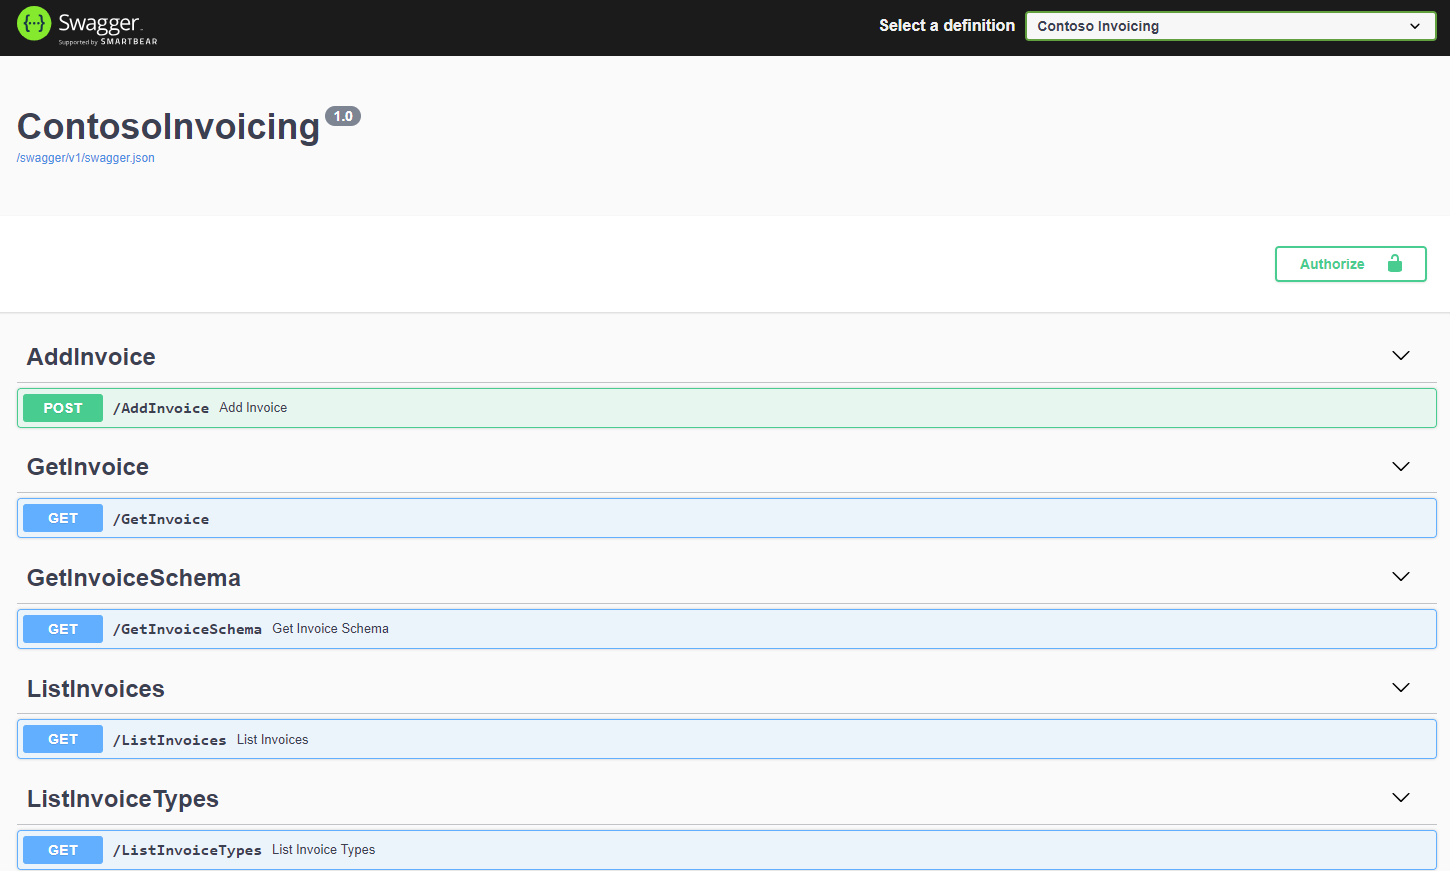 {···} Swagger.
Supported by SMARTBEAR
Select a definition
Contoso Invoicing
ContosoInvoicing 1.0
/swagger/v1/swagger.json
Authorize
AddInvoice
POST /AddInvoice Add Invoice
GetInvoice
GET /GetInvoice
GetInvoiceSchema
GET /GetInvoiceSchema Get Invoice Schema
ListInvoices
GET /ListInvoices List Invoices
ListInvoiceTypes
GET /ListInvoiceTypes List Invoice Types